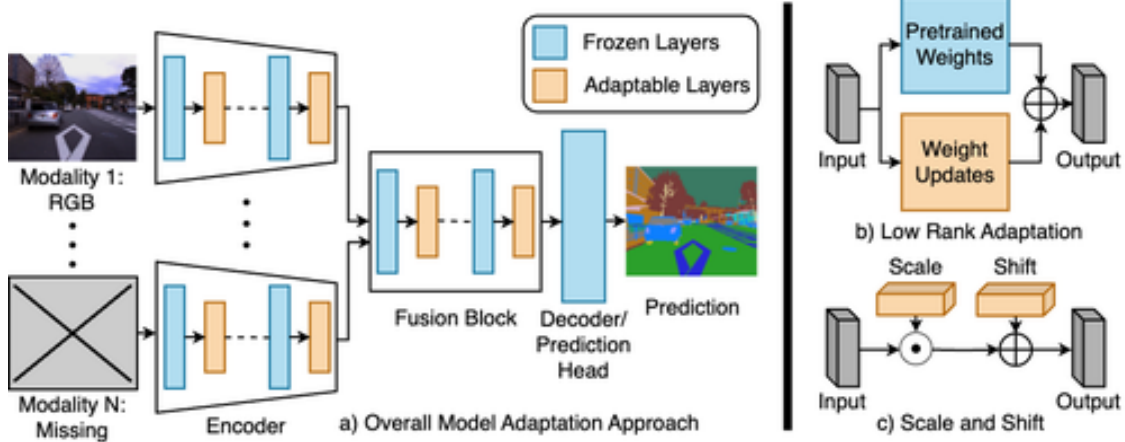 Frozen Layers
Adaptable Layers
Modality 1:
RGB
Modality N:
Missing
Encoder
Fusion Block
Decoder/
Prediction
Head
Prediction
a) Overall Model Adaptation Approach
Pretrained
Weights
Weight
Updates
Input
Output
b) Low Rank Adaptation
Scale
Shift
Input
Output
c) Scale and Shift